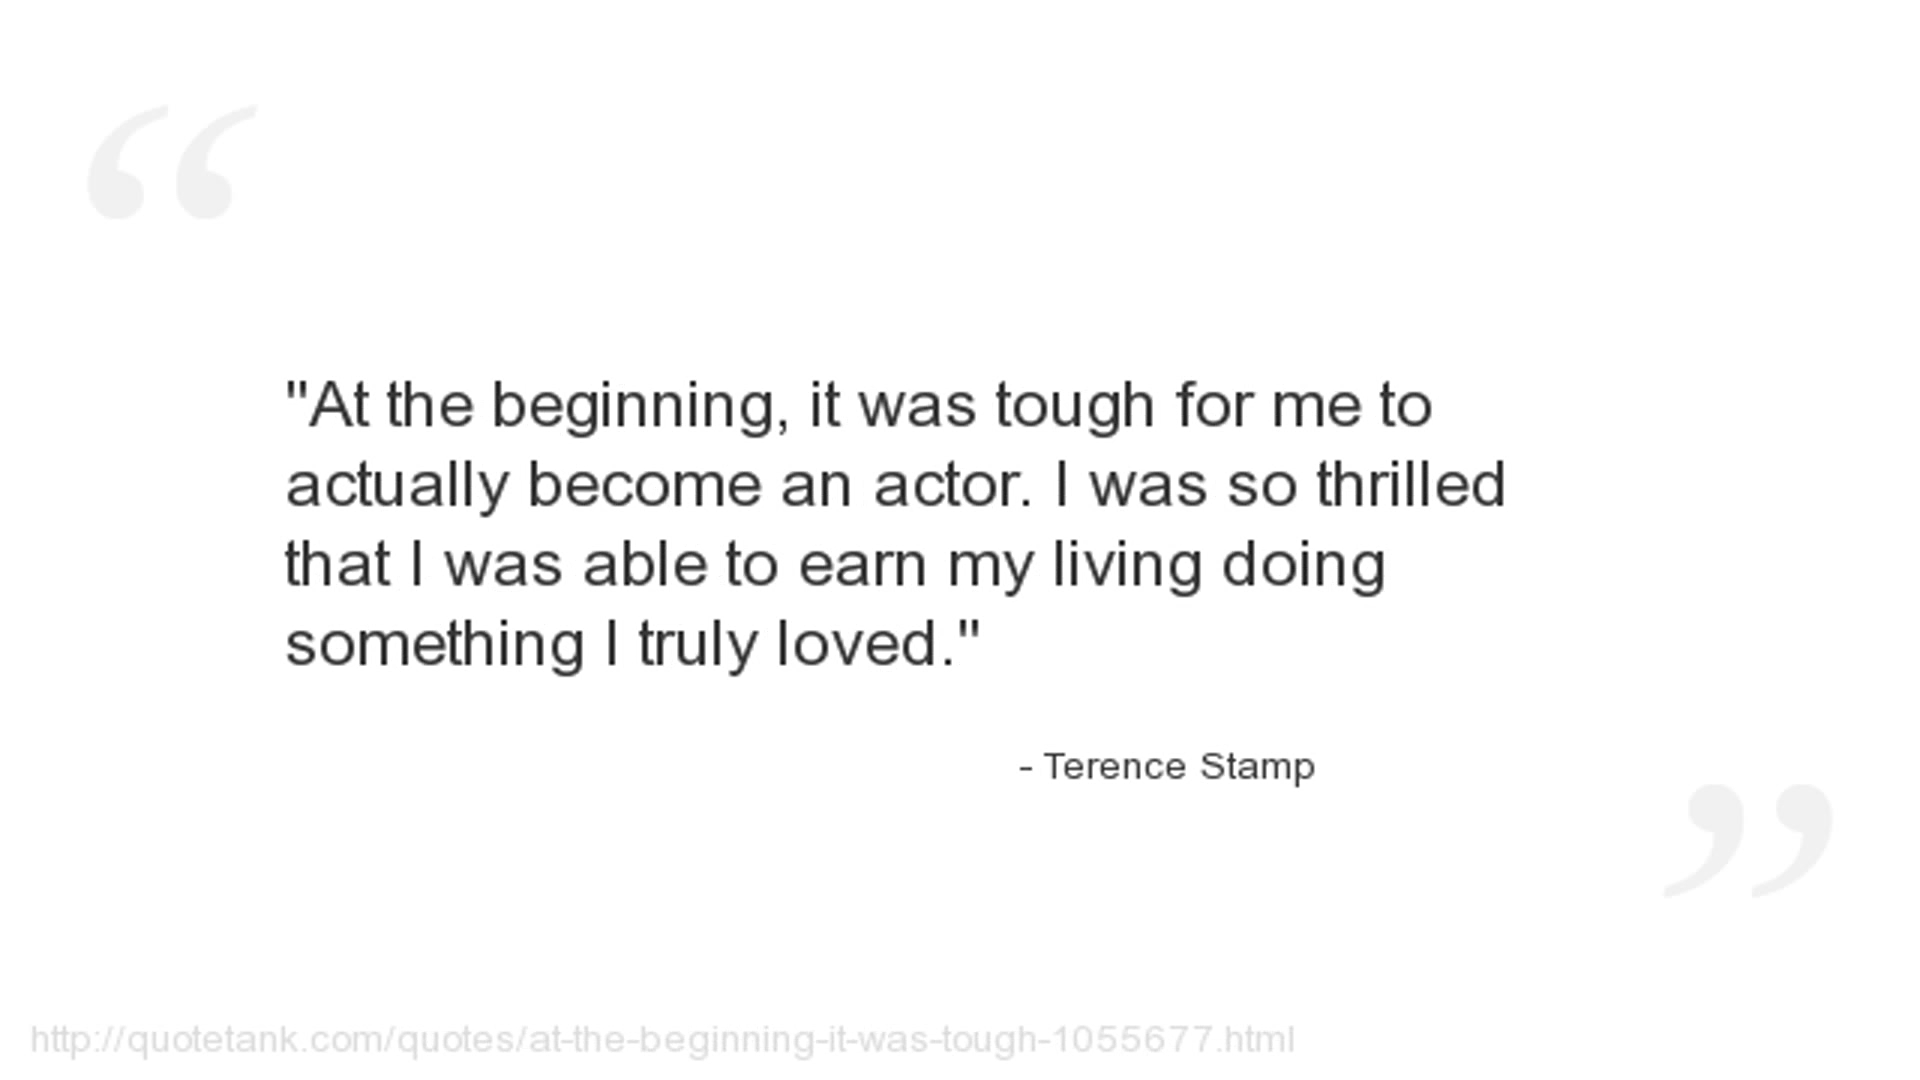 "At the beginning, it was tough for me to
actually become an actor. I was so thrilled
that I was able to earn my living doing
something I truly loved."
- Terence Stamp
http://quotetank.com/quotes/at-the-beginning-it-was-tough-1055677.html